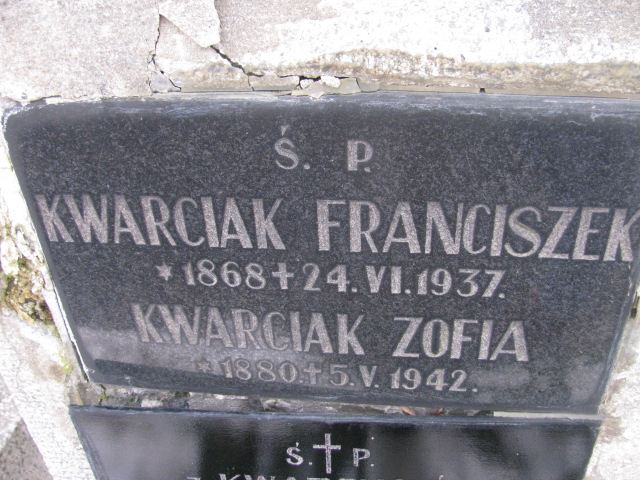 Ś. P.
KWARCIAK FRANCISZEK
* 1868 + 24. VI. 1937.
KWARCIAK ZOFIA
* 1880. + 5. V. 1942.
Ś. + P.